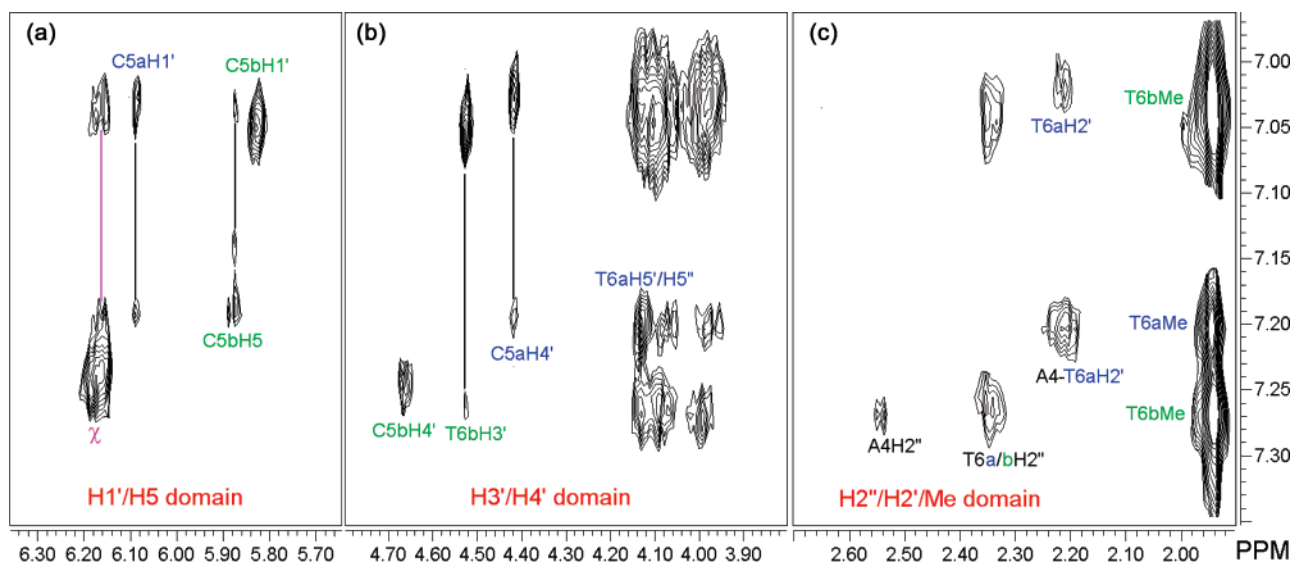 (a)
C5aH1'
C5bH1'
C5bH5
χ
H1'/H5 domain
6.30 6.20 6.10 6.00 5.90 5.80 5.70
(b)
T6aH5'/H5"
C5aH4'
C5bH4'
T6bH3'
H3'/H4' domain
4.70 4.60 4.50 4.40 4.30 4.20 4.10 4.00 3.90
(c)
T6bMe
T6aH2'
T6aMe
A4-T6aH2'
T6bMe
A4H2"
T6a/bH2"
H2"/H2'/Me domain
2.60 2.50 2.40 2.30 2.20 2.10 2.00
PPM
7.00
7.05
7.10
7.15
7.20
7.25
7.30